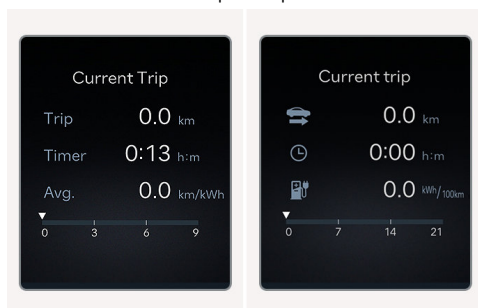 Current Trip
Trip 0.0 km
Timer 0:13 h:m
Avg. 0.0 km/kWh
0 3 6 9
Current trip
0.0 km
0:00 h:m
0.0 kWh/100km
0 7 14 21